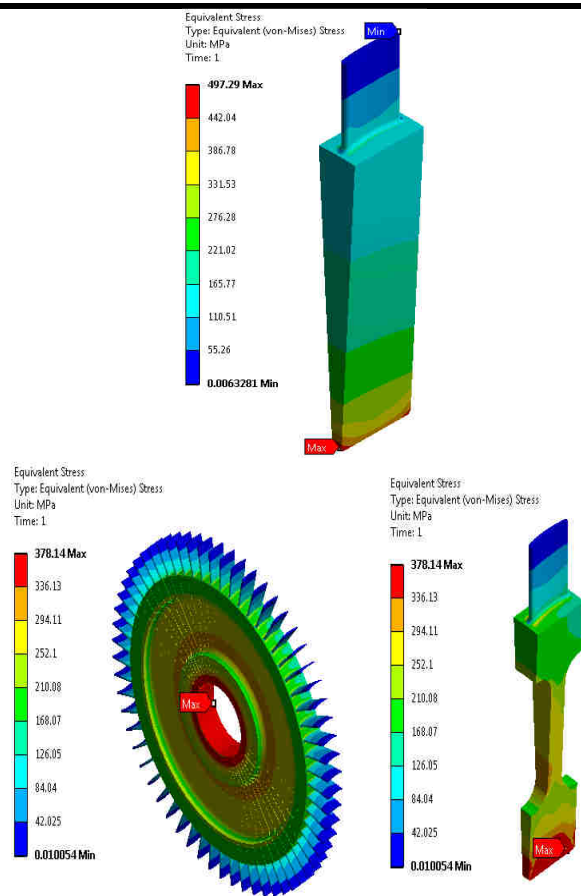 Equivalent Stress
Type: Equivalent (von-Mises) Stress
Unit: MPa
Time: 1
497.29 Max
442.04
386.78
331.53
276.28
221.02
165.77
110.51
55.26
0.0063281 Min
Min
Max
Equivalent Stress
Type: Equivalent (von-Mises) Stress
Unit: MPa
Time: 1
378.14 Max
336.13
294.11
252.1
210.08
168.07
126.05
84.04
42.025
0.010054 Min
Max
Equivalent Stress
Type: Equivalent (von-Mises) Stress
Unit: MPa
Time: 1
378.14 Max
336.13
294.11
252.1
210.08
168.07
126.05
84.04
42.025
0.010054 Min
Max